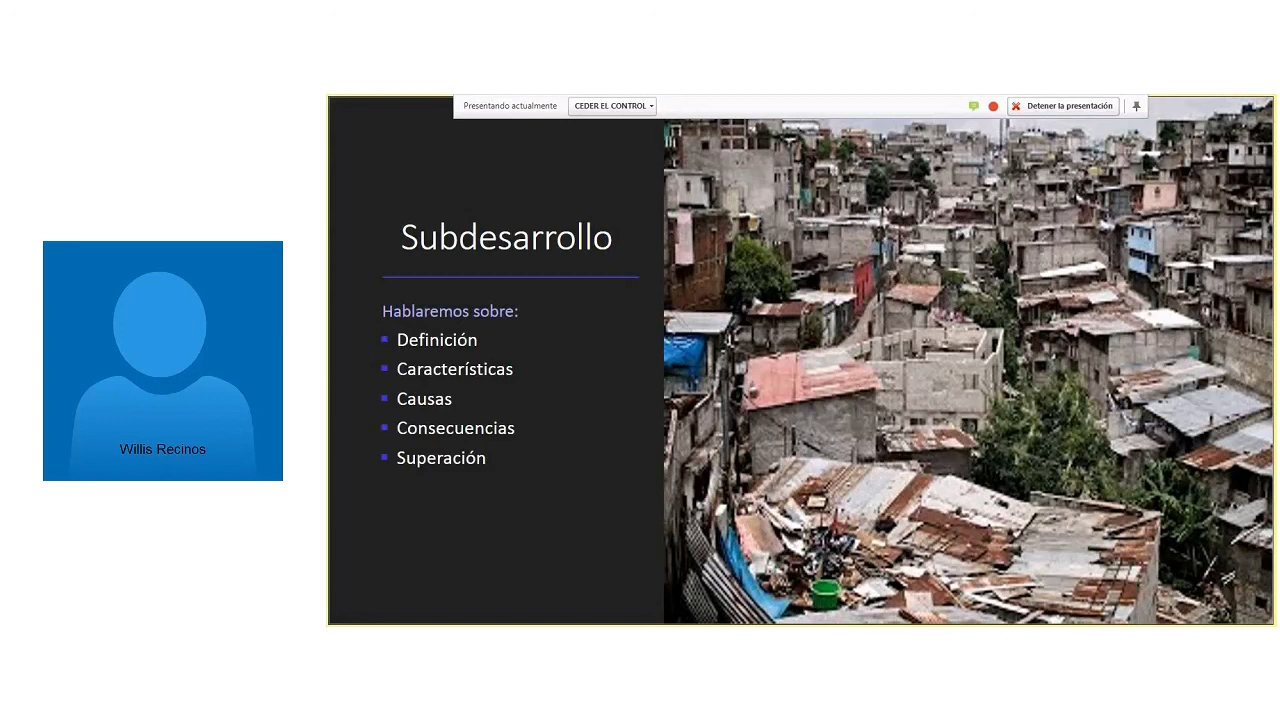 Presentando actualmente
CEDER EL CONTROL
Detener la presentación
Subdesarrollo
Hablaremos sobre:
Definición
Características
Causas
Consecuencias
Superación
Willis Recinos